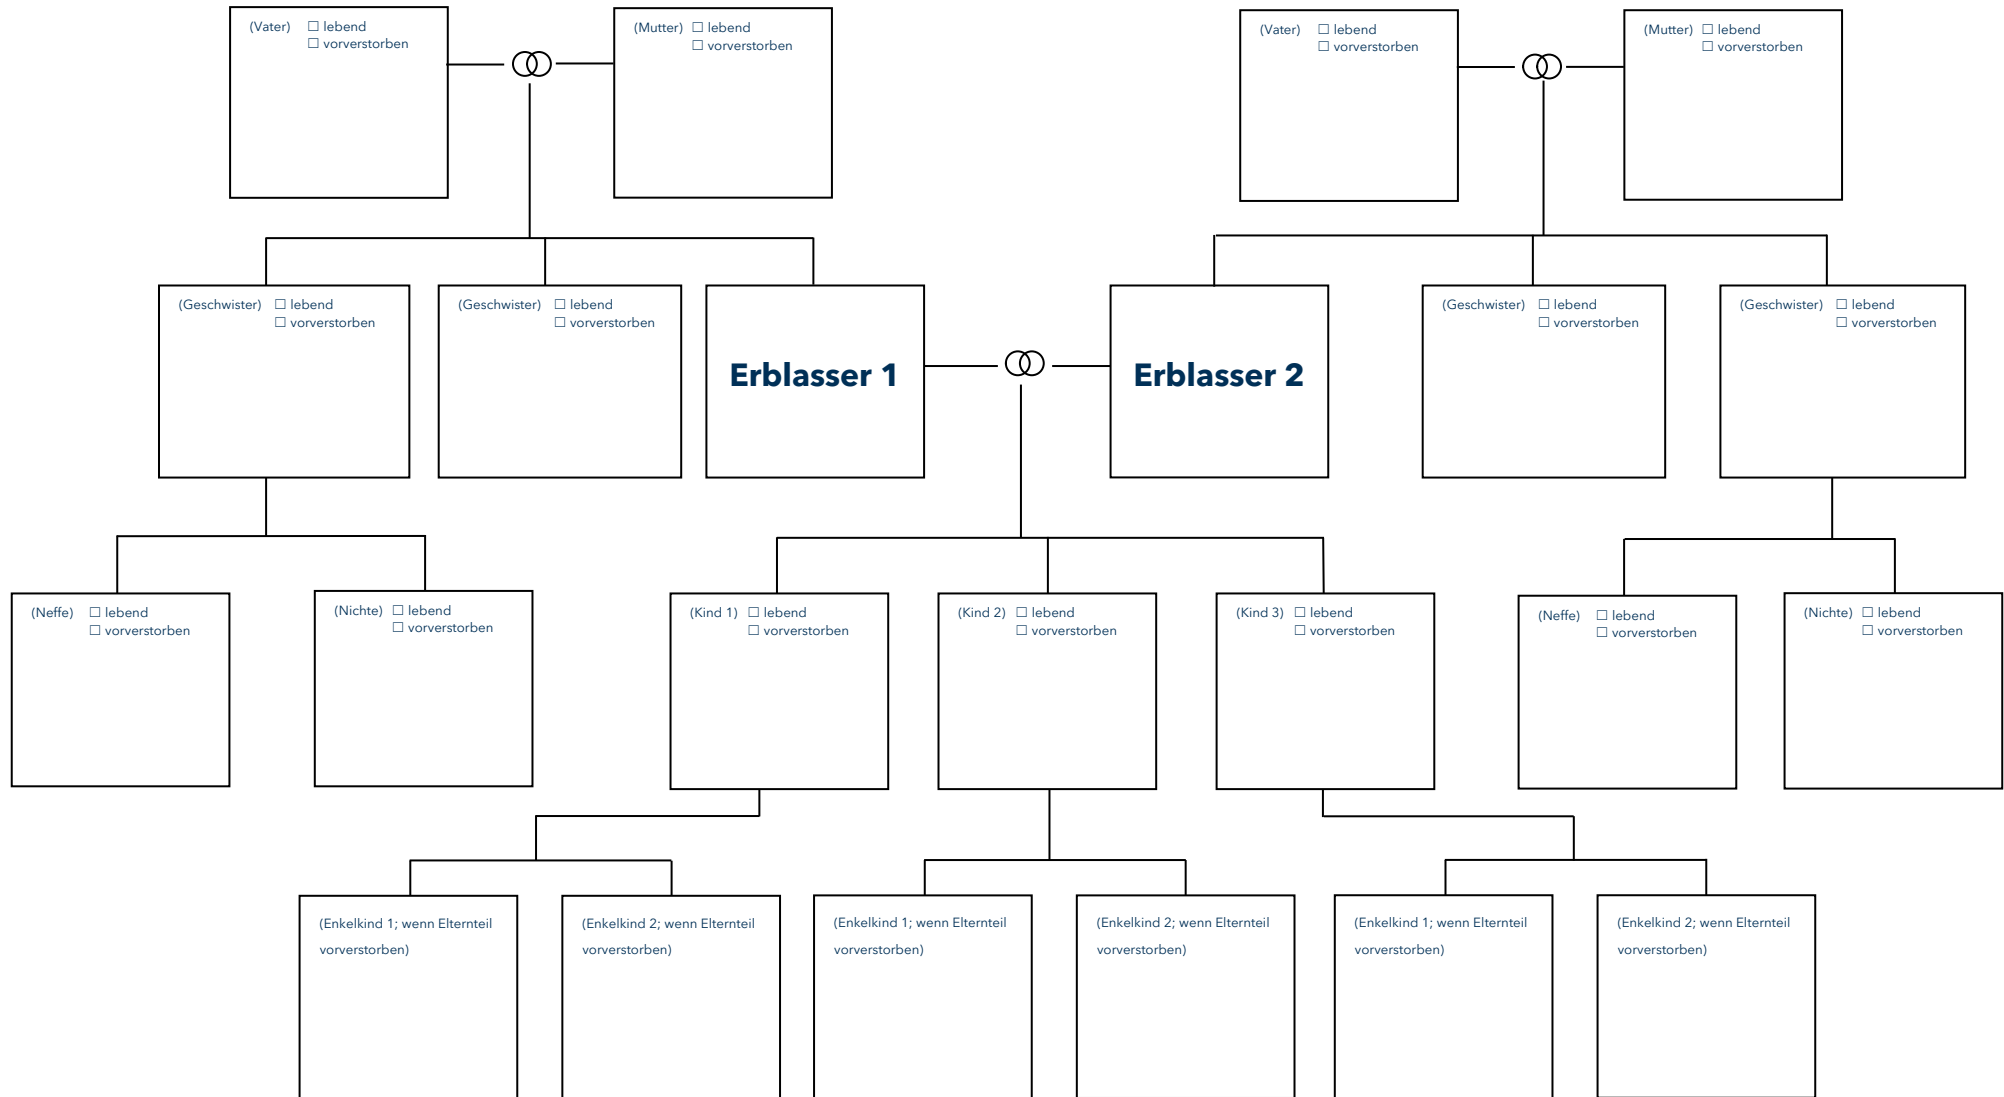 (Vater) ☐ lebend
☐ vorverstorben
(Mutter) ☐ lebend
☐ vorverstorben
(Vater) ☐ lebend
☐ vorverstorben
(Mutter) ☐ lebend
☐ vorverstorben
(Geschwister) ☐ lebend
☐ vorverstorben
(Geschwister) ☐ lebend
☐ vorverstorben
Erblasser 1
Erblasser 2
(Geschwister) ☐ lebend
☐ vorverstorben
(Geschwister) ☐ lebend
☐ vorverstorben
(Neffe) ☐ lebend
☐ vorverstorben
(Nichte) ☐ lebend
☐ vorverstorben
(Kind 1) ☐ lebend
☐ vorverstorben
(Kind 2) ☐ lebend
☐ vorverstorben
(Kind 3) ☐ lebend
☐ vorverstorben
(Neffe) ☐ lebend
☐ vorverstorben
(Nichte) ☐ lebend
☐ vorverstorben
(Enkelkind 1; wenn Elternteil
vorverstorben)
(Enkelkind 2; wenn Elternteil
vorverstorben)
(Enkelkind 1; wenn Elternteil
vorverstorben)
(Enkelkind 2; wenn Elternteil
vorverstorben)
(Enkelkind 1; wenn Elternteil
vorverstorben)
(Enkelkind 2; wenn Elternteil
vorverstorben)